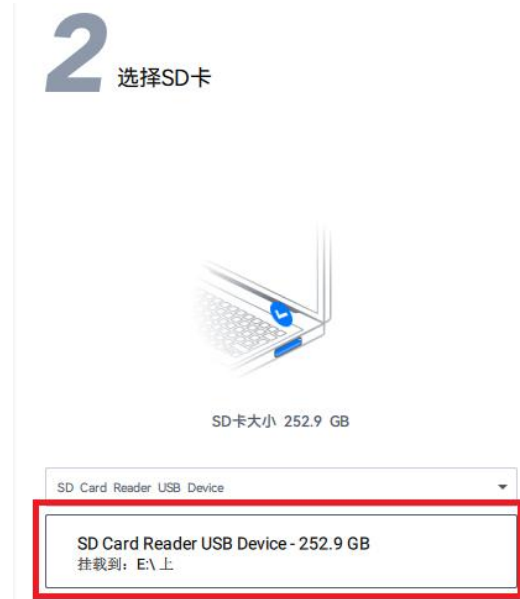 2 选择SD卡
SD卡大小 252.9 GB
SD Card Reader USB Device
SD Card Reader USB Device - 252.9 GB
挂载到：E:\ 上